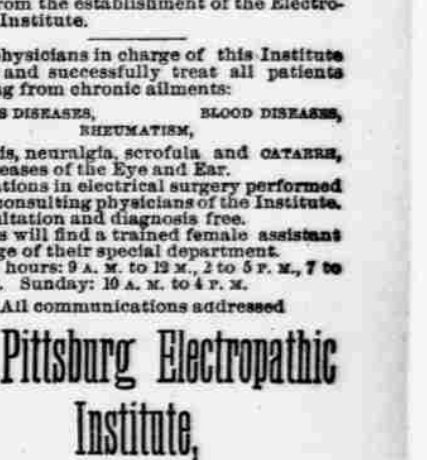 from the establishment of the Electro-
Institute.
physicians in charge of this Institute
and successfully treat all patients
ng from chronic ailments:
S DISEASES, BLOOD DISEASES,
RHEUMATISM,
is, neuralgia, scrofula and CATARRH,
eases of the Eye and Ear.
ations in electrical surgery performed
consulting physicians of the Institute.
ultation and diagnosis free.
s will find a trained female assistant
ge of their special department.
hours: 9 A. M. to 12 M., 2 to 5 P. M., 7 to
. Sunday: 10 A. M. to 4 P. M.
All communications addressed
Pittsburg Electropathic
Institute,